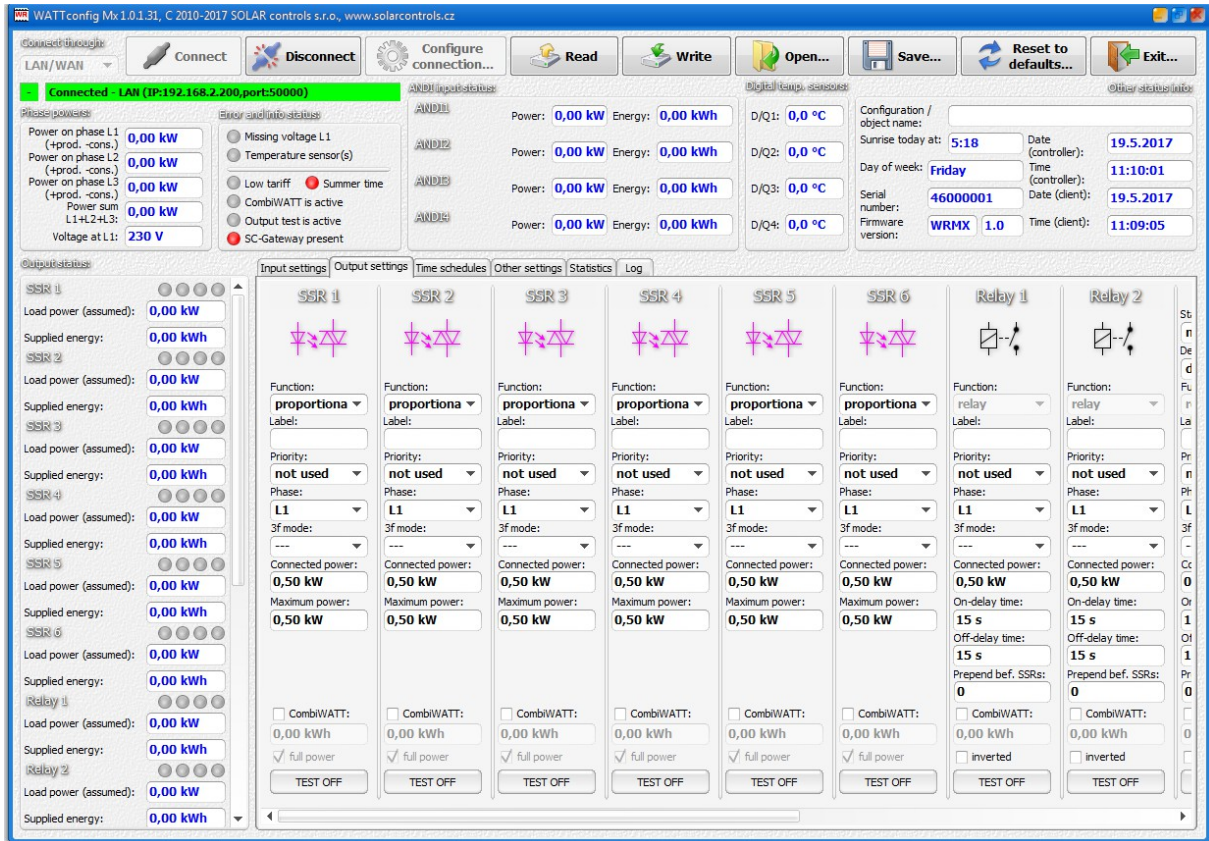 WATTconfig Mx 1.0.1.31, C 2010-2017 SOLAR controls s.r.o., www.solarcontrols.cz
Connect through:
LAN/WAN
Connect
Disconnect
Configure connection...
Read
Write
Open...
Save...
Reset to defaults...
Exit...
- Connected - LAN (IP:192.168.2.200,port:50000)
Phase powers:
Power on phase L1 (+prod. -cons.) 0,00 kW
Power on phase L2 (+prod. -cons.) 0,00 kW
Power on phase L3 (+prod. -cons.) 0,00 kW
Power sum L1+L2+L3: 0,00 kW
Voltage at L1: 230 V
Error and info status:
Missing voltage L1
Temperature sensor(s)
Low tariff Summer time
CombiWATT is active
Output test is active
SC-Gateway present
ANDI input status:
ANDI1 Power: 0,00 kW Energy: 0,00 kWh
ANDI2 Power: 0,00 kW Energy: 0,00 kWh
ANDI3 Power: 0,00 kW Energy: 0,00 kWh
ANDI4 Power: 0,00 kW Energy: 0,00 kWh
Digital temp. sensors:
D/Q1: 0,0 °C
D/Q2: 0,0 °C
D/Q3: 0,0 °C
D/Q4: 0,0 °C
Other status info:
Configuration / object name:
Sunrise today at: 5:18 Date (controller): 19.5.2017
Day of week: Friday Time (controller): 11:10:01
Serial number: 46000001 Date (client): 19.5.2017
Firmware version: WRMX 1.0 Time (client): 11:09:05
Output status:
SSR 1
Load power (assumed): 0,00 kW
Supplied energy: 0,00 kWh
SSR 2
Load power (assumed): 0,00 kW
Supplied energy: 0,00 kWh
SSR 3
Load power (assumed): 0,00 kW
Supplied energy: 0,00 kWh
SSR 4
Load power (assumed): 0,00 kW
Supplied energy: 0,00 kWh
SSR 5
Load power (assumed): 0,00 kW
Supplied energy: 0,00 kWh
SSR 6
Load power (assumed): 0,00 kW
Supplied energy: 0,00 kWh
Relay 1
Load power (assumed): 0,00 kW
Supplied energy: 0,00 kWh
Relay 2
Load power (assumed): 0,00 kW
Supplied energy: 0,00 kWh
Input settings Output settings Time schedules Other settings Statistics Log
SSR 1 SSR 2 SSR 3 SSR 4 SSR 5 SSR 6 Relay 1 Relay 2
Function: Function: Function: Function: Function: Function: Function: Function:
proportiona proportiona proportiona proportiona proportiona proportiona relay relay
Label: Label: Label: Label: Label: Label: Label: Label:
Priority: Priority: Priority: Priority: Priority: Priority: Priority: Priority:
not used not used not used not used not used not used not used not used
Phase: Phase: Phase: Phase: Phase: Phase: Phase: Phase:
L1 L1 L1 L1 L1 L1 L1 L1
3f mode: 3f mode: 3f mode: 3f mode: 3f mode: 3f mode: 3f mode: 3f mode:
--- --- --- --- --- --- --- ---
Connected power: Connected power: Connected power: Connected power: Connected power: Connected power: Connected power: Connected power:
0,50 kW 0,50 kW 0,50 kW 0,50 kW 0,50 kW 0,50 kW 0,50 kW 0,50 kW
Maximum power: Maximum power: Maximum power: Maximum power: Maximum power: Maximum power: On-delay time: On-delay time:
0,50 kW 0,50 kW 0,50 kW 0,50 kW 0,50 kW 0,50 kW 15 s 15 s
Off-delay time: Off-delay time:
15 s 15 s
Prepend bef. SSRs: Prepend bef. SSRs:
0 0
CombiWATT: CombiWATT: CombiWATT: CombiWATT: CombiWATT: CombiWATT: CombiWATT: CombiWATT:
0,00 kWh 0,00 kWh 0,00 kWh 0,00 kWh 0,00 kWh 0,00 kWh 0,00 kWh 0,00 kWh
full power full power full power full power full power full power inverted inverted
TEST OFF TEST OFF TEST OFF TEST OFF TEST OFF TEST OFF TEST OFF TEST OFF